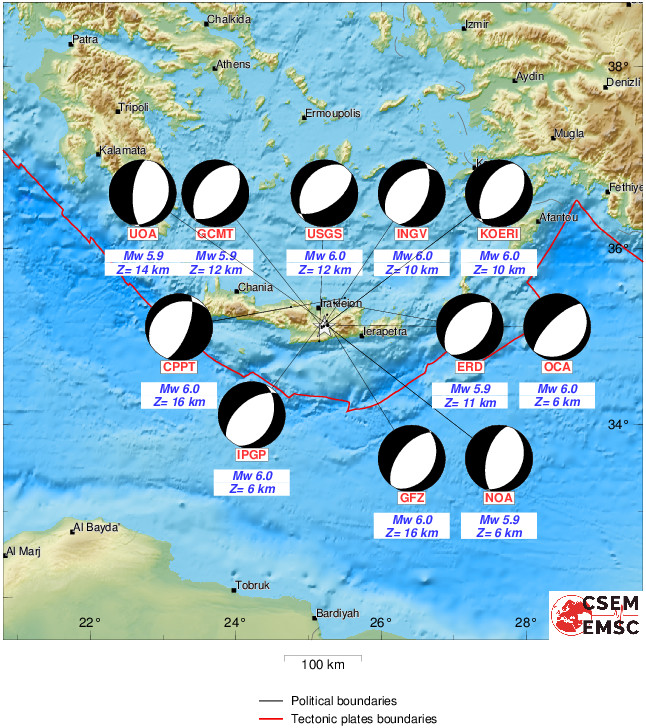 Chalkida
Izmir
Patra
Athens
38°
Aydin
Denizli
Tripoli
Ermoupolis
Mugla
Kalamata
Fethiye
Afantou
UOA
GCMT
USGS
INGV
KOERI
36°
Mw 5.9
Z= 14 km
Mw 5.9
Z= 12 km
Mw 6.0
Z= 12 km
Mw 6.0
Z= 10 km
Mw 6.0
Z= 10 km
Chania
Irakleion
Ierapetra
CPPT
ERD
OCA
Mw 6.0
Z= 16 km
Mw 5.9
Z= 11 km
Mw 6.0
Z= 6 km
34°
IPGP
Mw 6.0
Z= 6 km
GFZ
NOA
Mw 6.0
Z= 16 km
Mw 5.9
Z= 6 km
Al Bayda'
Al Marj
Tobruk
Bardiyah
22°
24°
26°
28°
CSEM
EMSC
100 km
Political boundaries
Tectonic plates boundaries